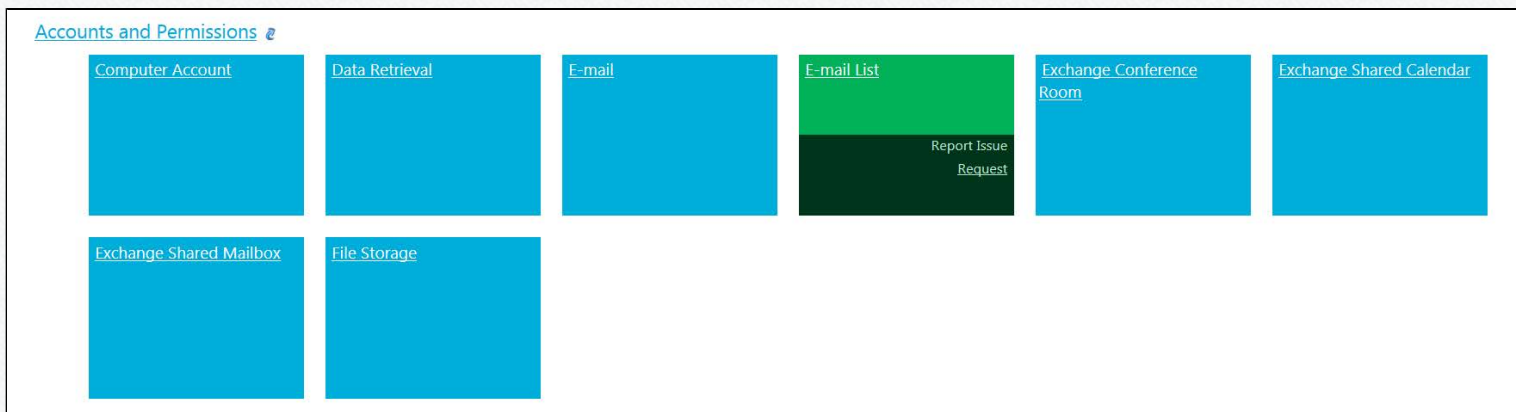 Accounts and Permissions
Computer Account
Data Retrieval
E-mail
E-mail List
Report Issue
Request
Exchange Conference
Room
Exchange Shared Calendar
Exchange Shared Mailbox
File Storage